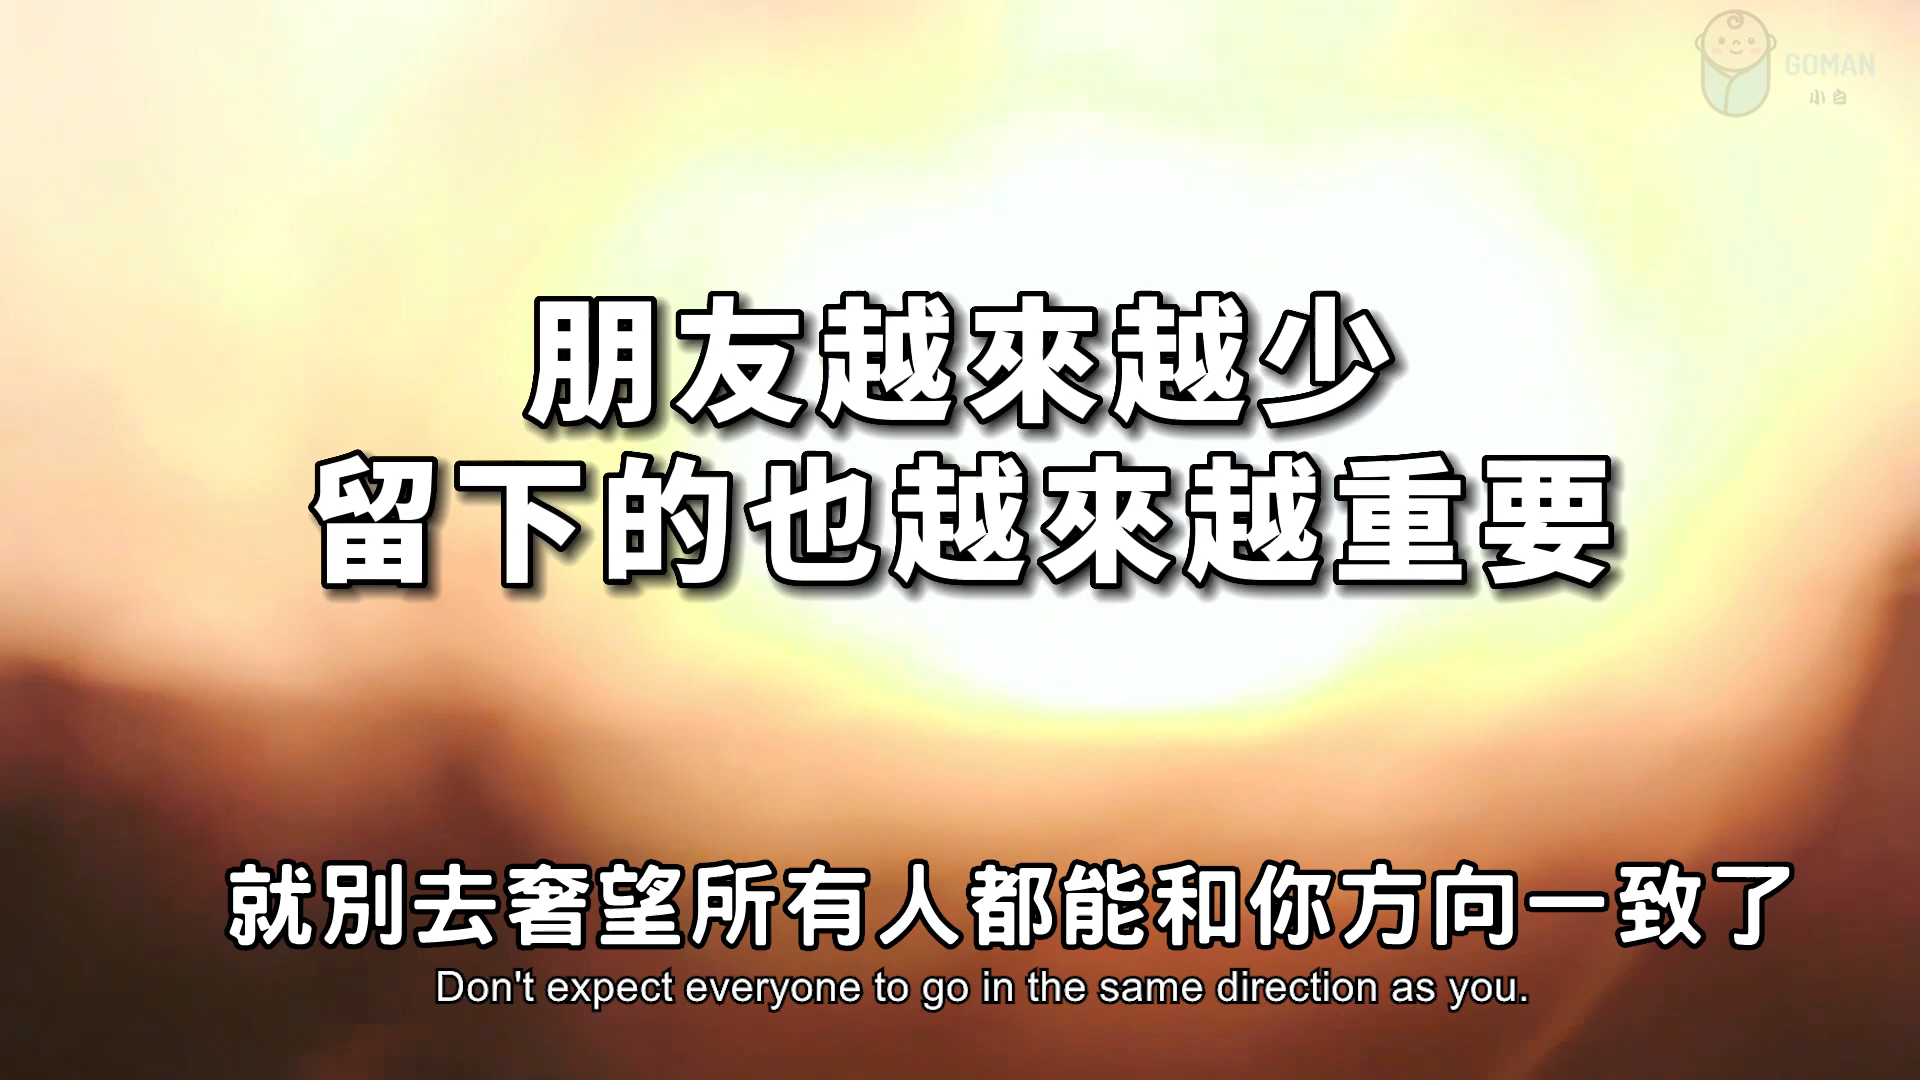 GOMAN
小白
朋友越來越少
留下的也越來越重要
就別去奢望所有人都能和你方向一致了
Don't expect everyone to go in the same direction as you.